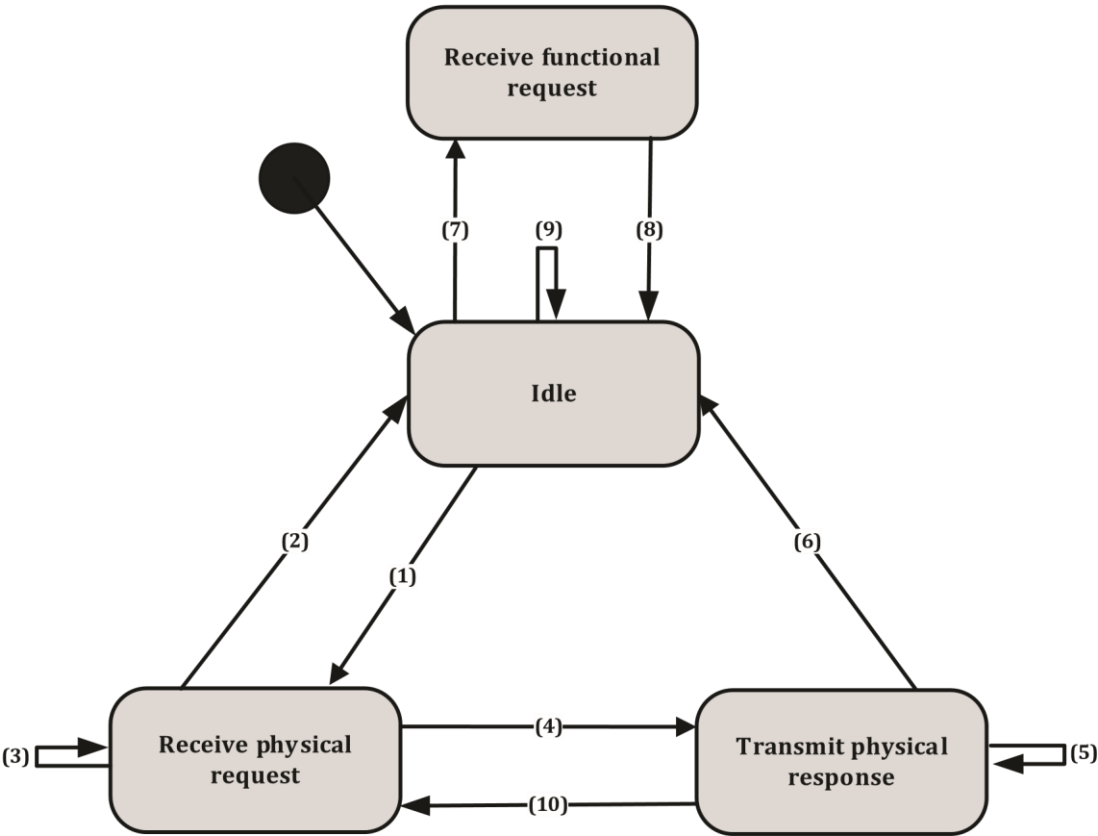 Receive functional
request
(7)
(9)
(8)
Idle
(2)
(6)
(1)
Receive physical
request
(3)
(4)
Transmit physical
response
(5)
(10)